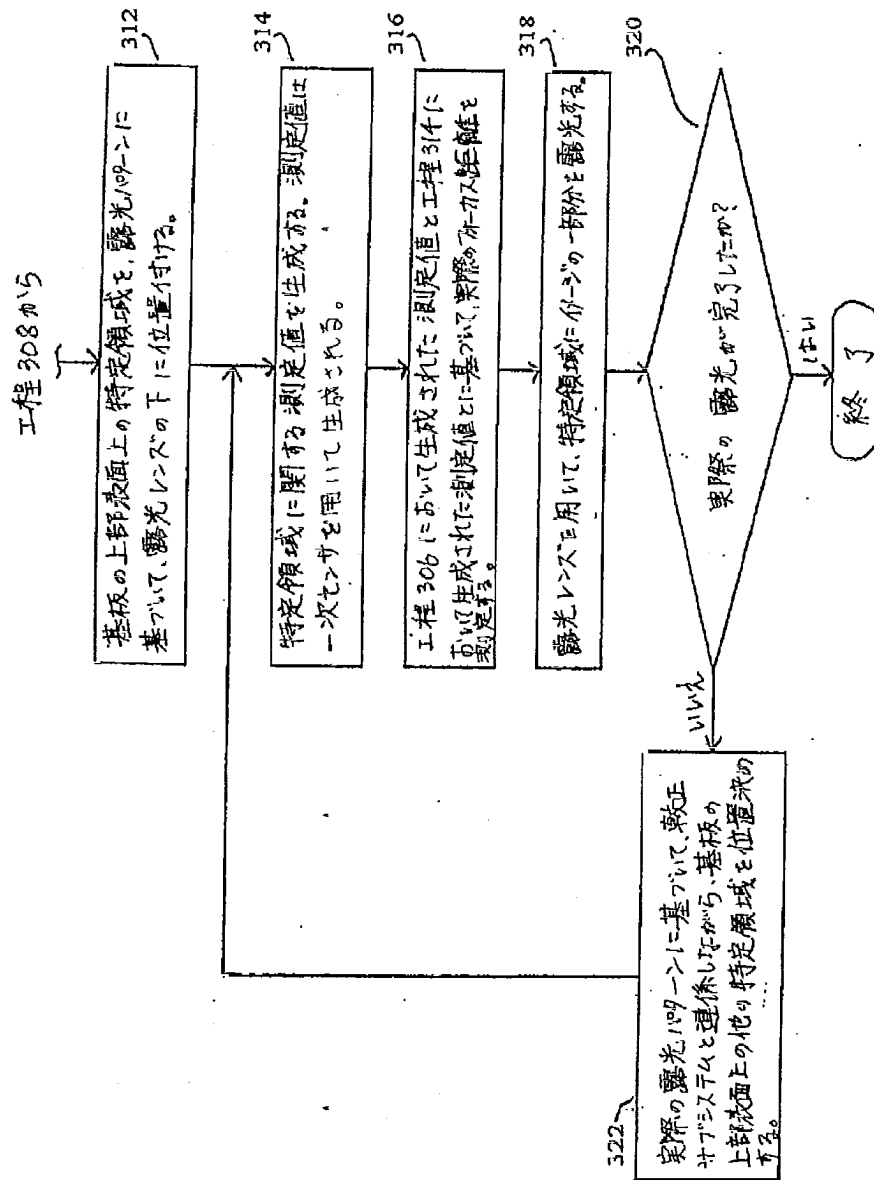 工程308から
312
基板の上部表面上の特定領域を、露光パターンに
基づいて、露光レンズの下に位置付ける。
314
特定領域に関する測定値を生成する。測定値は
一次センサを用いて生成される。
316
工程306において生成された測定値と工程314に
おいて生成された測定値とに基づいて、実際のフォーカス距離を
測定する。
318
露光レンズを用いて、特定領域にイメージの一部分を露光する。
320
実際の露光が完了したか?
はい
終了
いいえ
322
実際の露光パターンに基づいて、較正
サブシステムと連係しながら、基板の
上部表面上の他の特定領域を位置決め
する。